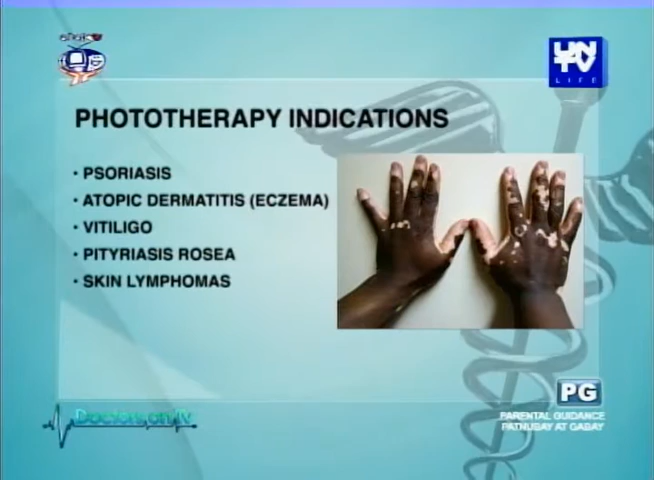 UNTV
LIFE
PHOTOTHERAPY INDICATIONS
· PSORIASIS
· ATOPIC DERMATITIS (ECZEMA)
· VITILIGO
· PITYRIASIS ROSEA
· SKIN LYMPHOMAS
PG
Doctors on TV
PARENTAL GUIDANCE
PATNUBAY AT GABAY